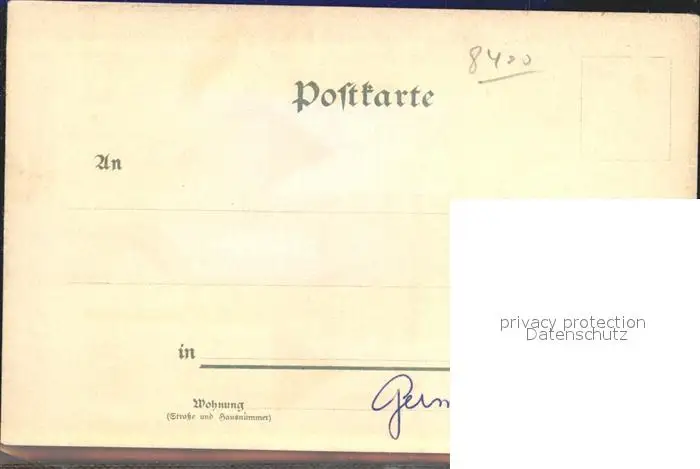 8400
Postkarte
An
privacy protection
Datenschutz
in
Wohnung
(Straße und Hausnummer)